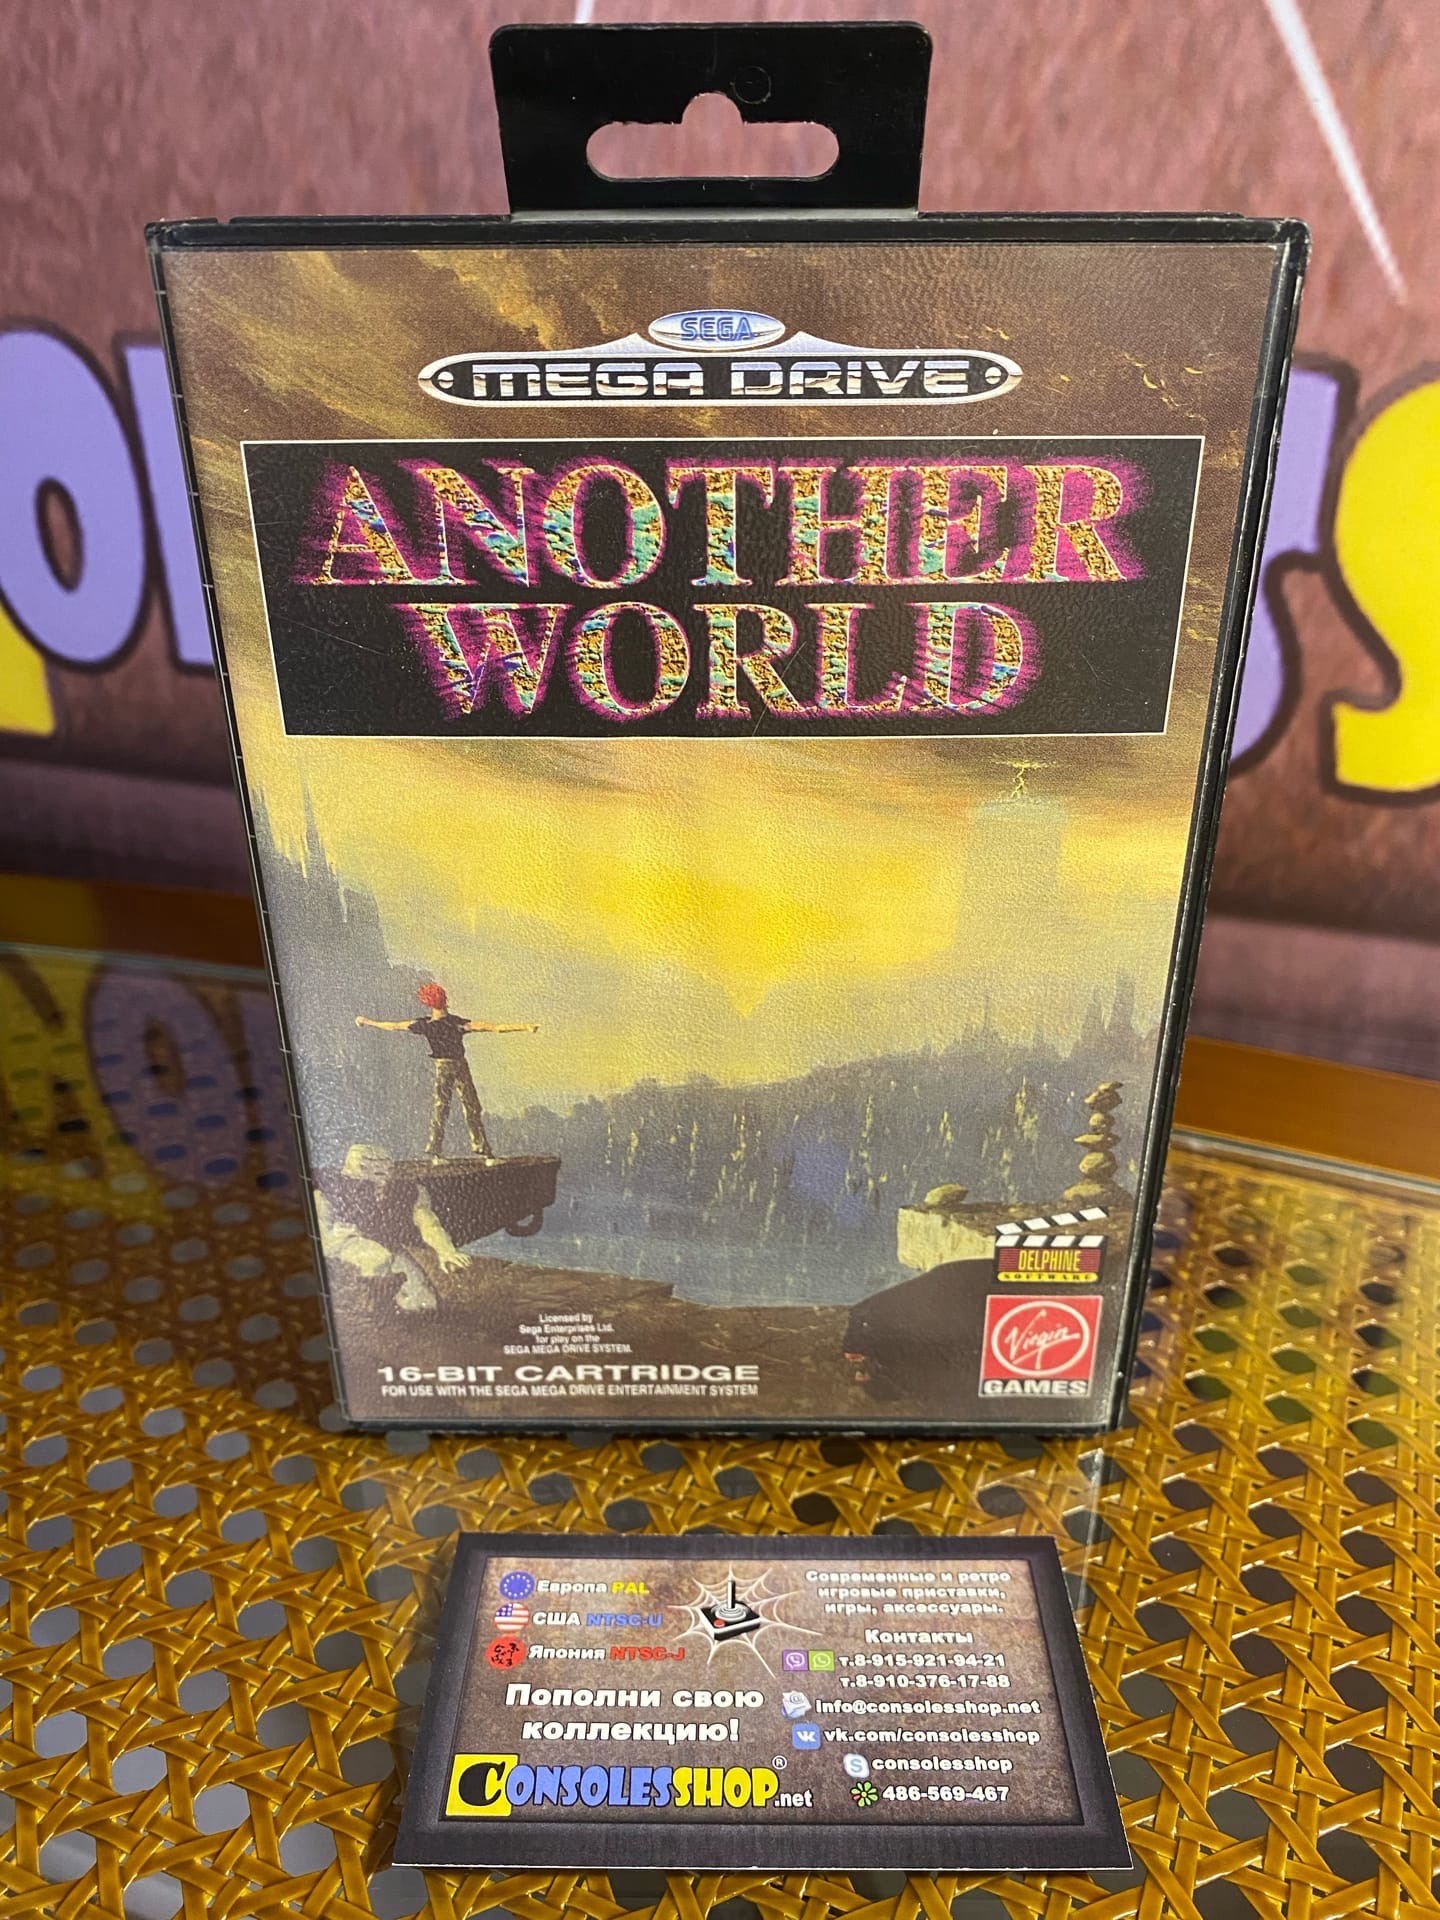 SEGA
MEGA DRIVE
ANOTHER
WORLD
DELPHINE
SOFTWARE
Licensed by
Sega Enterprises Ltd.
for play on the
SEGA MEGA DRIVE SYSTEM.
16-BIT CARTRIDGE
FOR USE WITH THE SEGA MEGA DRIVE ENTERTAINMENT SYSTEM
Virgin
GAMES
Европа PAL
США NTSC-U
Япония NTSC-J
Пополни свою
коллекцию!
CONSOLESSHOP.net
®
Современные и ретро
игровые приставки,
игры, аксессуары.
Контакты
т.8-915-921-94-21
т.8-910-376-17-88
info@consolesshop.net
vk.com/consolesshop
consolesshop
486-569-467